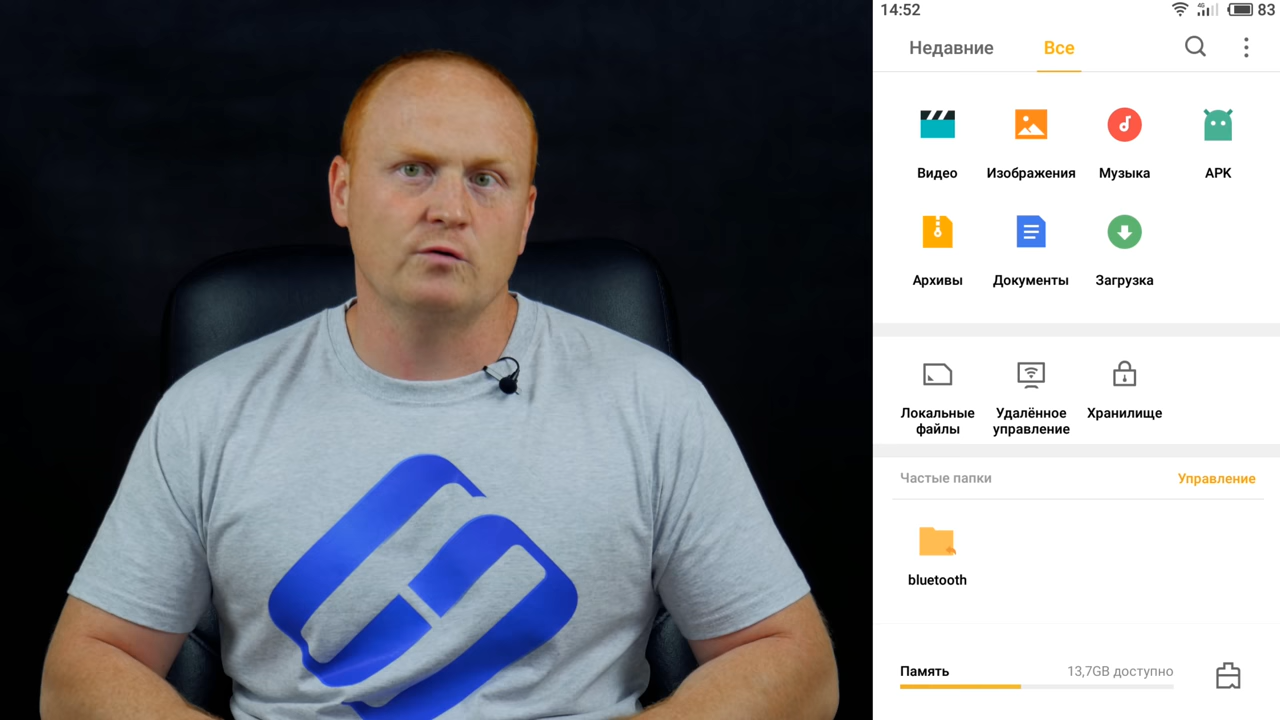 14:52
83
Недавние
Все
Видео
Изображения
Музыка
APK
Архивы
Документы
Загрузка
Локальные
файлы
Удалённое
управление
Хранилище
Частые папки
Управление
bluetooth
Память
13,7GB доступно